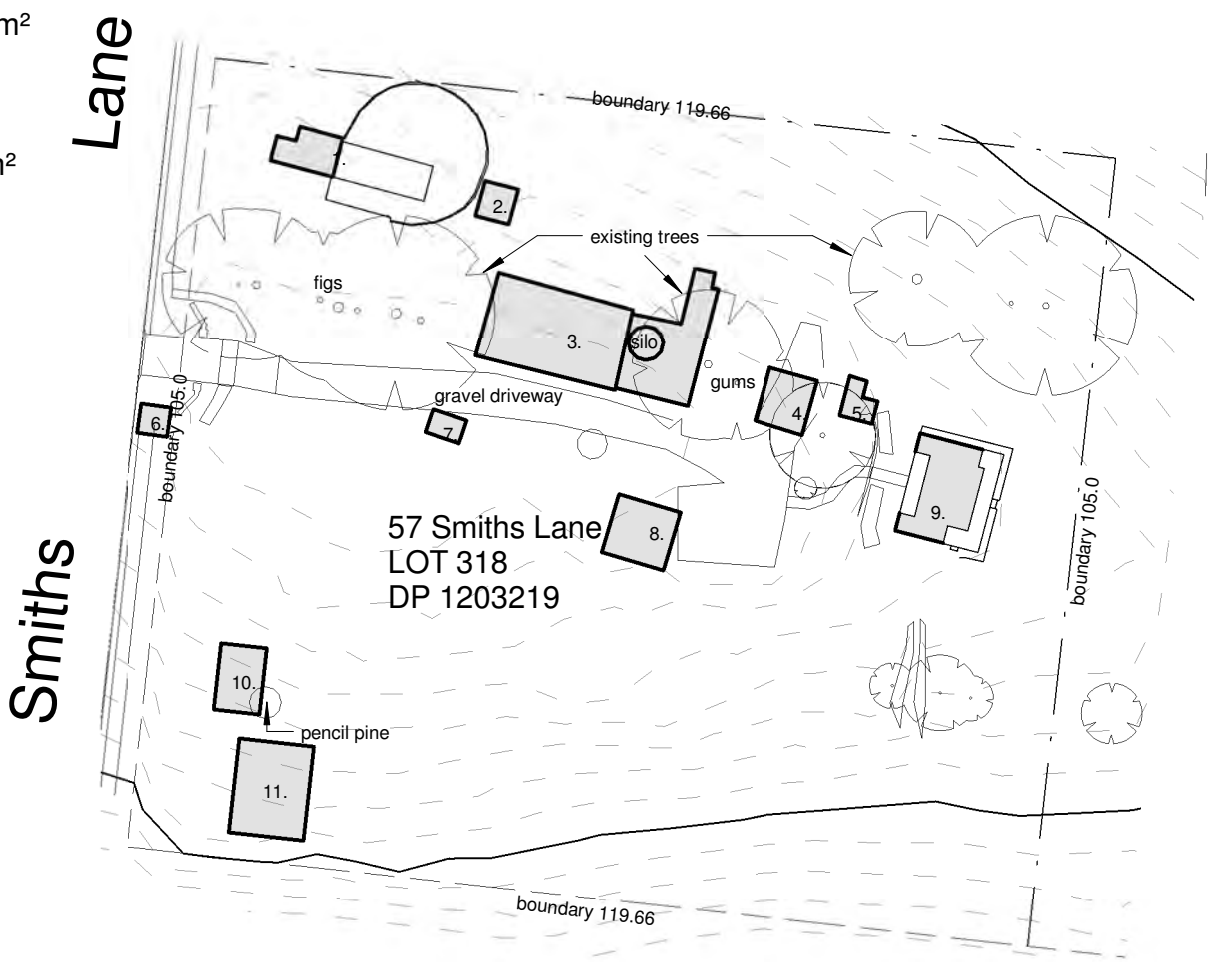 m²
Lane
m²
boundary 119.66
1.
2.
existing trees
figs
3.
silo
gums
gravel driveway
4.
5.
6.
7.
boundary 105.0
8.
9.
57 Smiths Lane
LOT 318
DP 1203219
boundary 105.0
Smiths
10.
pencil pine
11.
boundary 119.66